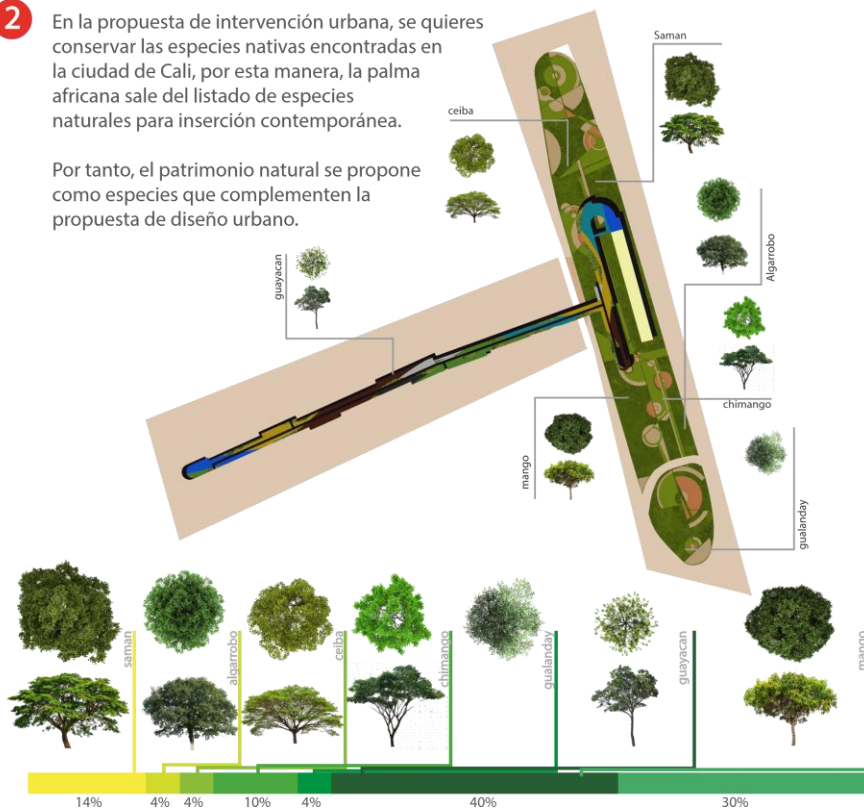 2
En la propuesta de intervención urbana, se quieres
conservar las especies nativas encontradas en
la ciudad de Cali, por esta manera, la palma
africana sale del listado de especies
naturales para inserción contemporánea.
Por tanto, el patrimonio natural se propone
como especies que complementen la
propuesta de diseño urbano.
Saman
ceiba
guayacan
Algarrobo
chimango
mango
gualanday
saman
algarrobo
ceiba
chimango
gualanday
guayacan
mango
14% 4% 4% 10% 4% 40% 30%